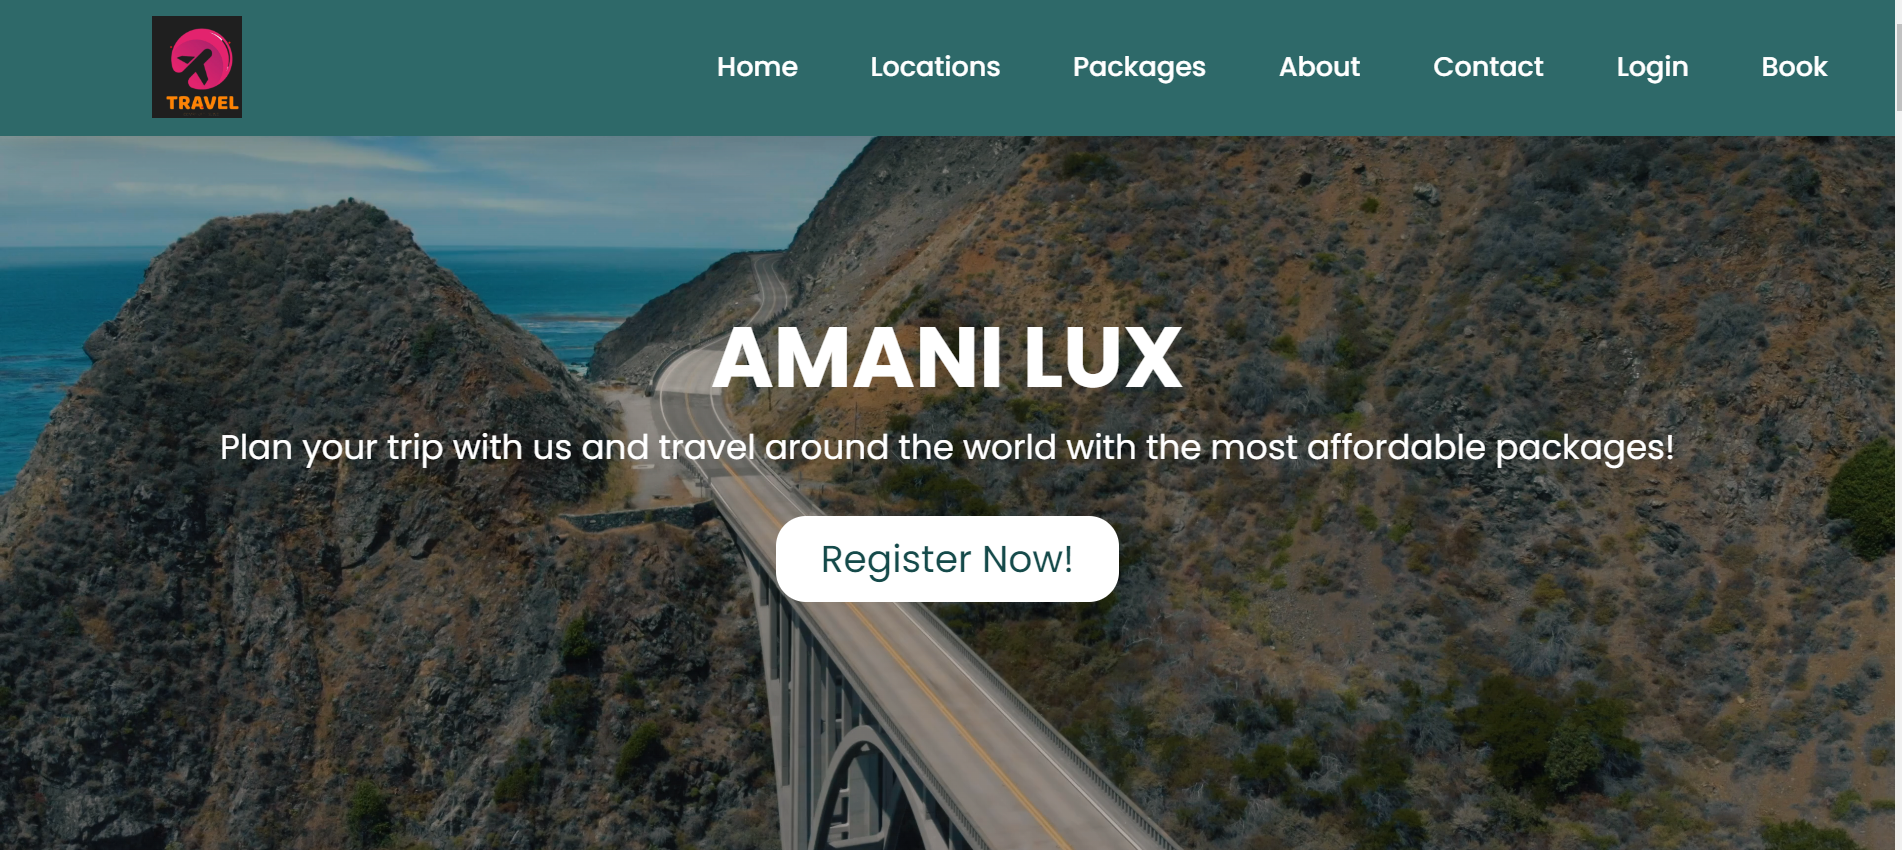 TRAVEL
Home Locations Packages About Contact Login Book
AMANI LUX
Plan your trip with us and travel around the world with the most affordable packages!
Register Now!